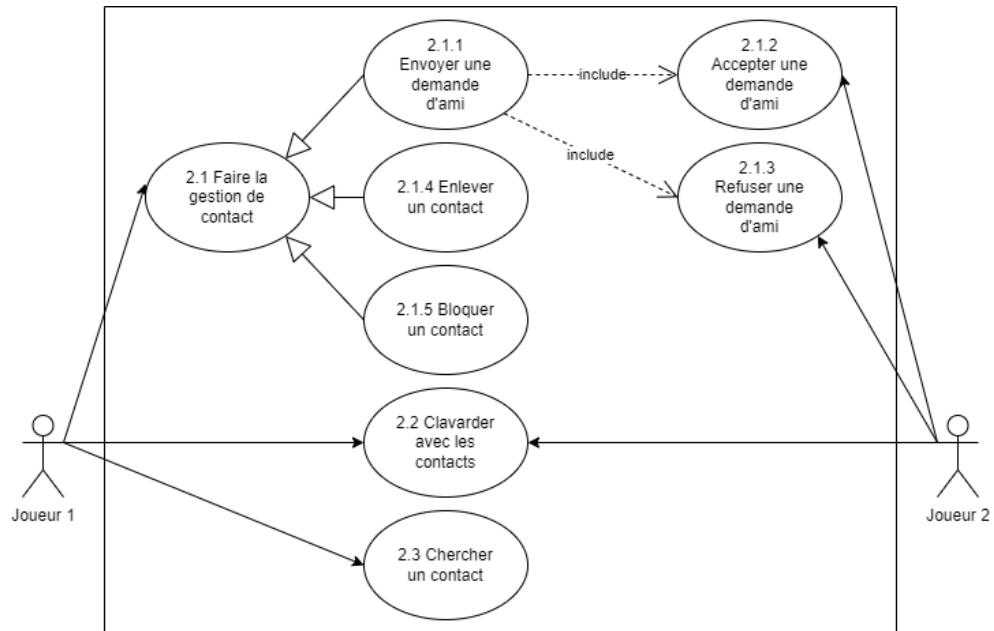 2.1.1
Envoyer une
demande
d'ami
include
2.1.2
Accepter une
demande
d'ami
include
2.1 Faire la
gestion de
contact
2.1.4 Enlever
un contact
2.1.3
Refuser une
demande
d'ami
2.1.5 Bloquer
un contact
2.2 Clavarder
avec les
contacts
Joueur 1
Joueur 2
2.3 Chercher
un contact